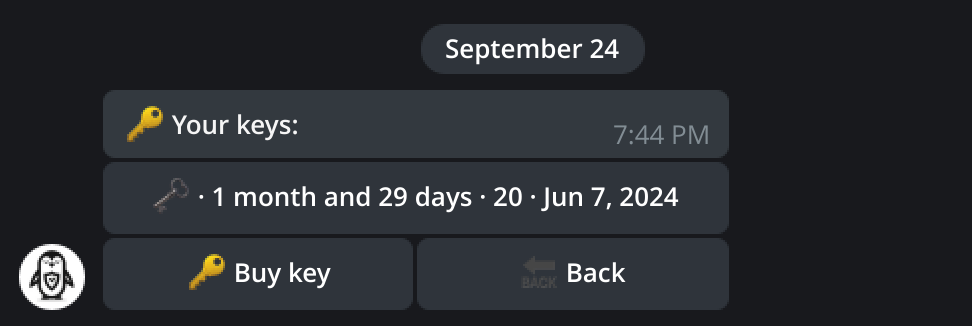 September 24
🔑 Your keys:
7:44 PM
🗝 · 1 month and 29 days · 20 · Jun 7, 2024
🔑 Buy key
🔙 Back